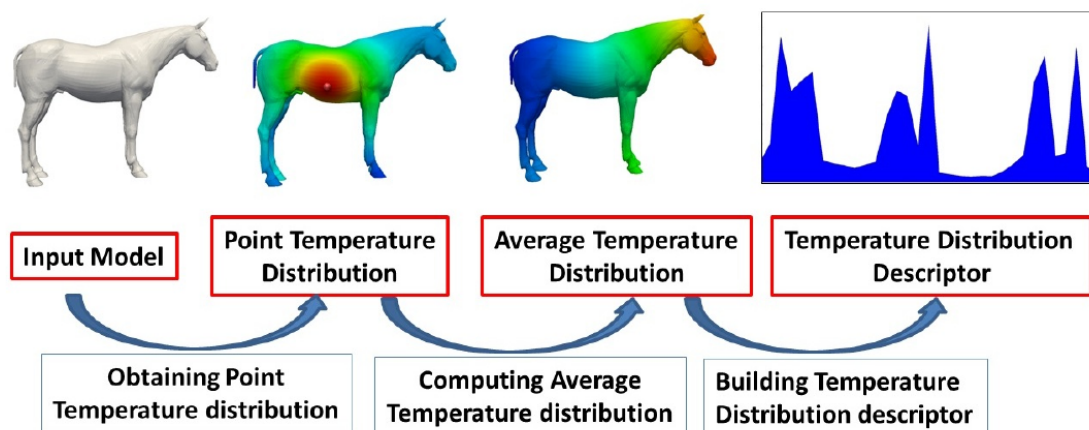 Input Model
Point Temperature
Distribution
Average Temperature
Distribution
Temperature Distribution
Descriptor
Obtaining Point
Temperature distribution
Computing Average
Temperature distribution
Building Temperature
Distribution descriptor